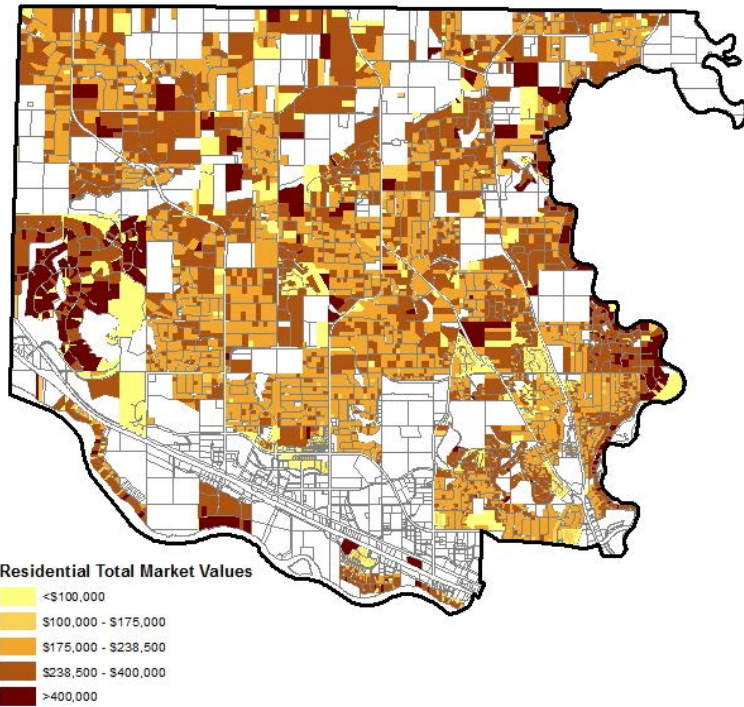 Residential Total Market Values
<$100,000
$100,000 - $175,000
$175,000 - $238,500
$238,500 - $400,000
>400,000